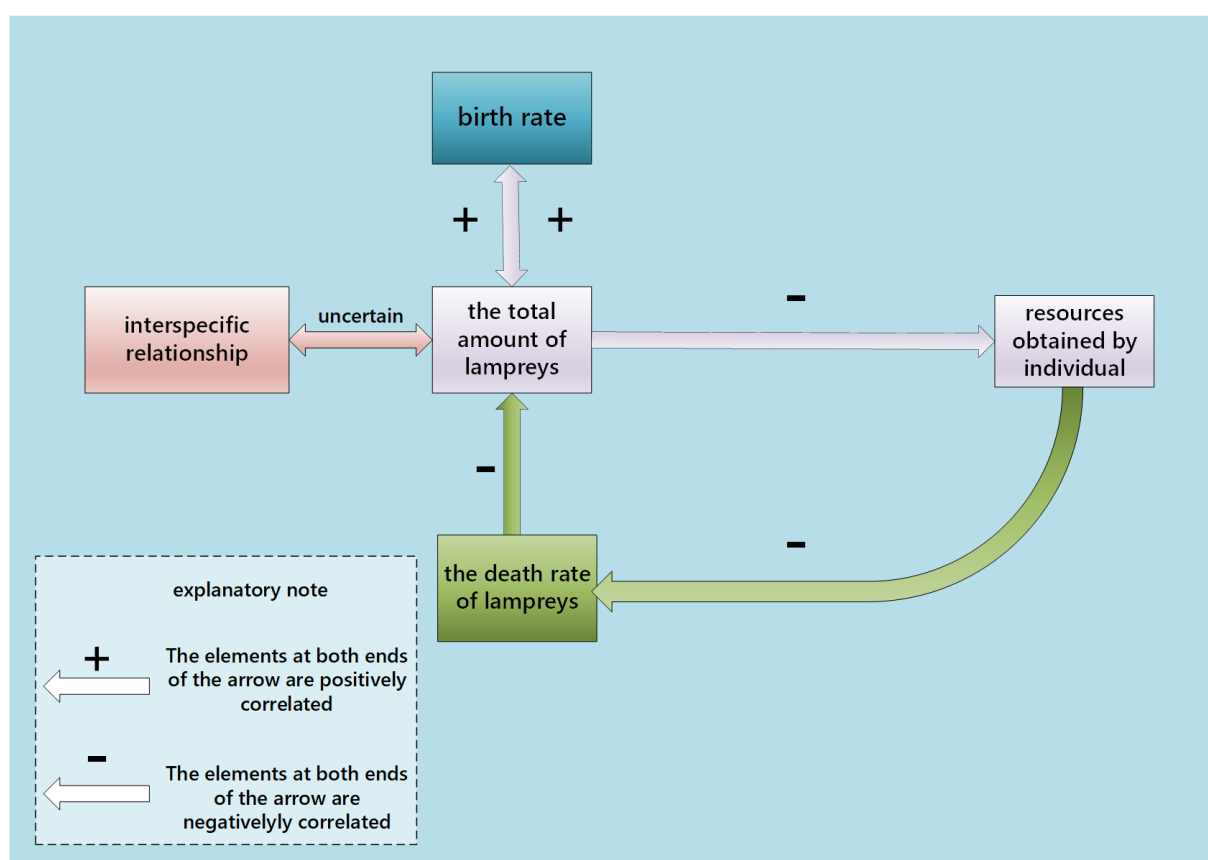 birth rate
+ +
interspecific
relationship
uncertain
the total
amount of
lampreys
-
resources
obtained by
individual
-
-
the death rate
of lampreys
explanatory note
+
The elements at both ends
of the arrow are positively
correlated
-
The elements at both ends
of the arrow are
negativelyly correlated